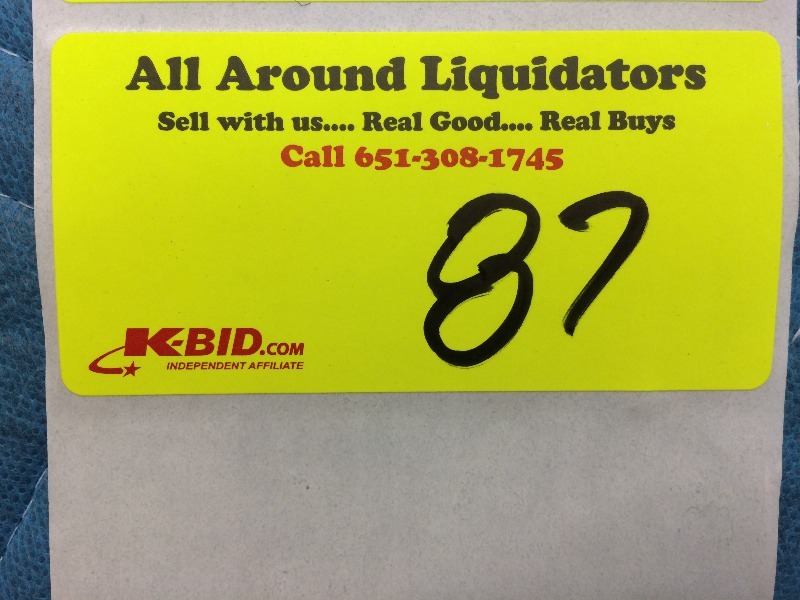 All Around Liquidators
Sell with us.... Real Good.... Real Buys
Call 651-308-1745
87
K-BID.COM
INDEPENDENT AFFILIATE